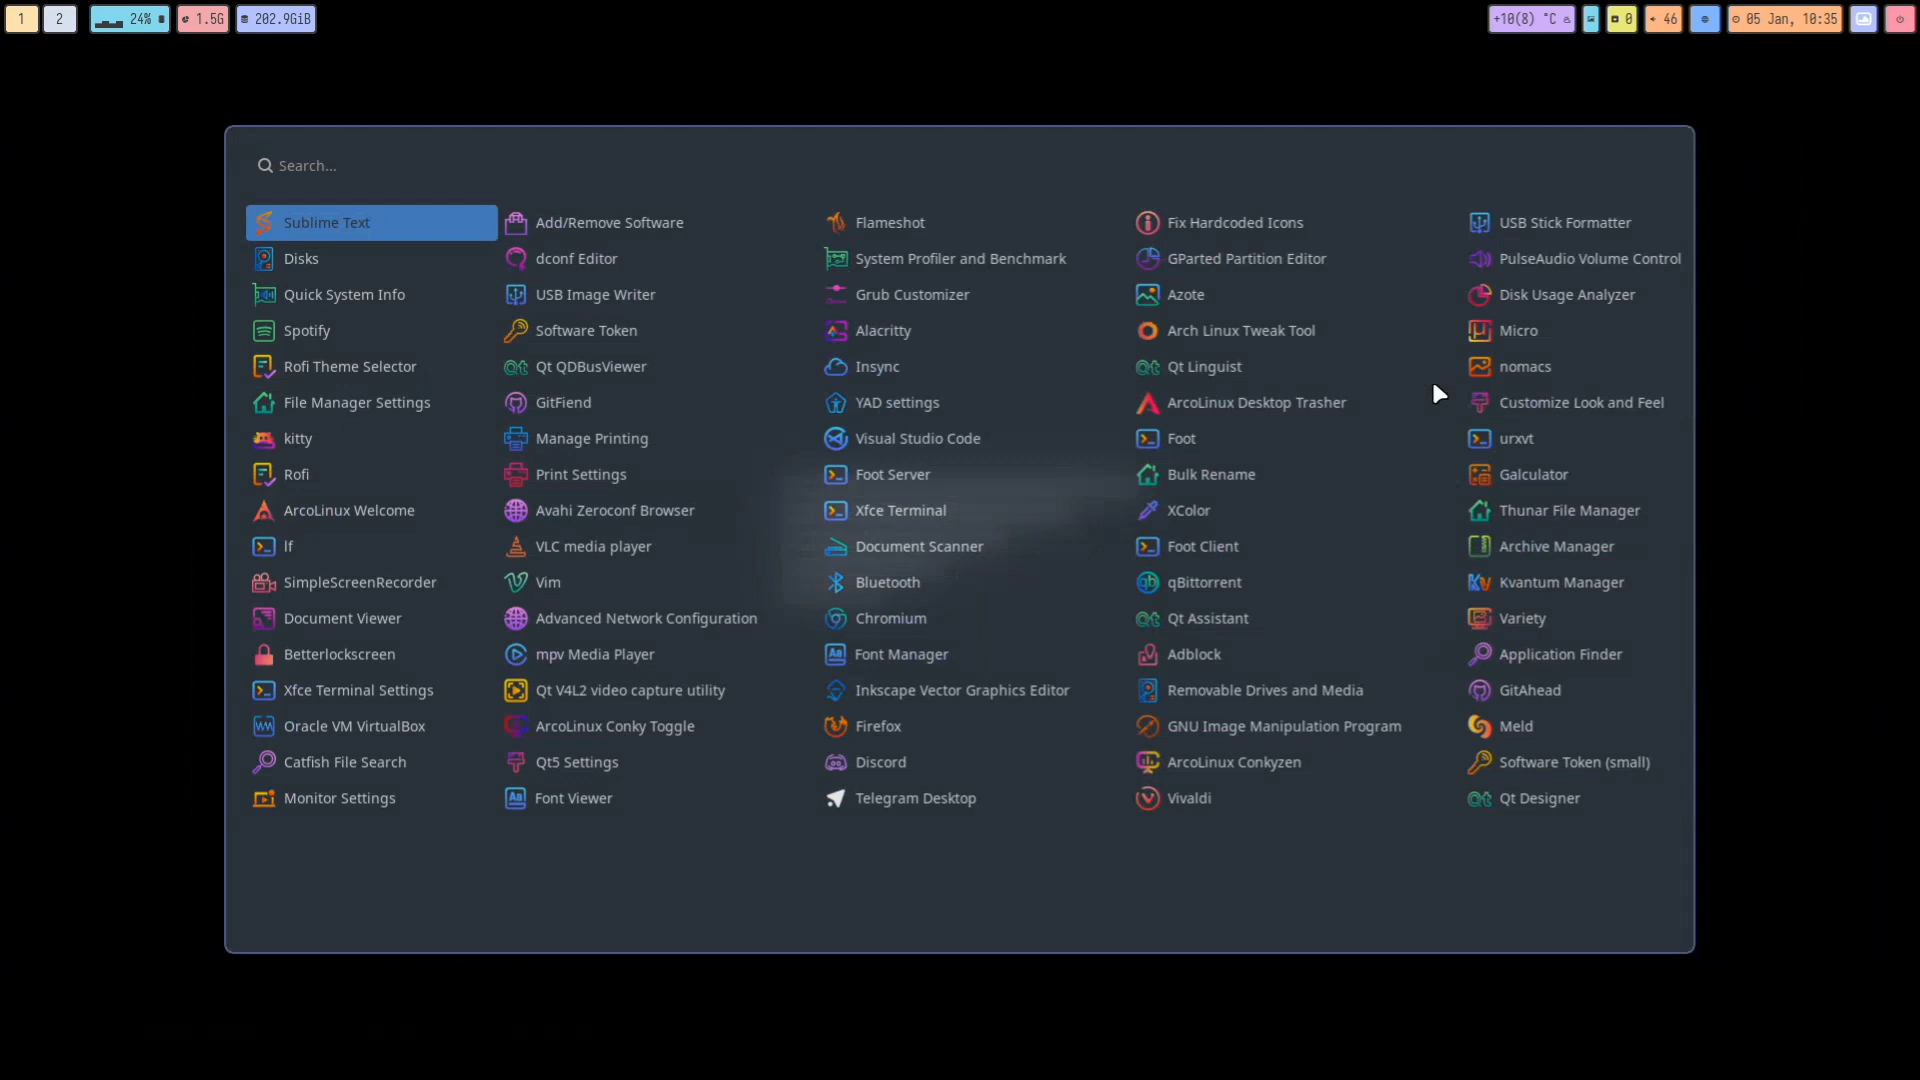 1 2 24% 1.5G 202.9GiB +10(8) °C 0 46 05 Jan, 10:35
Search...
Sublime Text
Disks
Quick System Info
Spotify
Rofi Theme Selector
File Manager Settings
kitty
Rofi
ArcoLinux Welcome
lf
SimpleScreenRecorder
Document Viewer
Betterlockscreen
Xfce Terminal Settings
Oracle VM VirtualBox
Catfish File Search
Monitor Settings
Add/Remove Software
dconf Editor
USB Image Writer
Software Token
Qt QDBusViewer
GitFiend
Manage Printing
Print Settings
Avahi Zeroconf Browser
VLC media player
Vim
Advanced Network Configuration
mpv Media Player
Qt V4L2 video capture utility
ArcoLinux Conky Toggle
Qt5 Settings
Font Viewer
Flameshot
System Profiler and Benchmark
Grub Customizer
Alacritty
Insync
YAD settings
Visual Studio Code
Foot Server
Xfce Terminal
Document Scanner
Bluetooth
Chromium
Font Manager
Inkscape Vector Graphics Editor
Firefox
Discord
Telegram Desktop
Fix Hardcoded Icons
GParted Partition Editor
Azote
Arch Linux Tweak Tool
Qt Linguist
ArcoLinux Desktop Trasher
Foot
Bulk Rename
XColor
Foot Client
qBittorrent
Qt Assistant
Adblock
Removable Drives and Media
GNU Image Manipulation Program
ArcoLinux Conkyzen
Vivaldi
USB Stick Formatter
PulseAudio Volume Control
Disk Usage Analyzer
Micro
nomacs
Customize Look and Feel
urxvt
Galculator
Thunar File Manager
Archive Manager
Kvantum Manager
Variety
Application Finder
GitAhead
Meld
Software Token (small)
Qt Designer